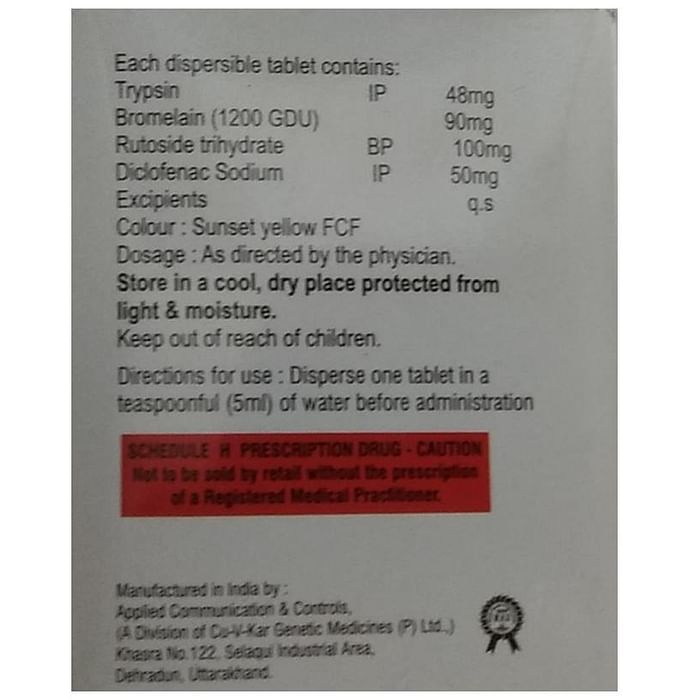 Each dispersible tablet contains:
Trypsin IP 48mg
Bromelain (1200 GDU) 90mg
Rutoside trihydrate BP 100mg
Diclofenac Sodium IP 50mg
Excipients q.s
Colour : Sunset yellow FCF
Dosage : As directed by the physician.
Store in a cool, dry place protected from
light & moisture.
Keep out of reach of children.
Directions for use : Disperse one tablet in a
teaspoonful (5ml) of water before administration
SCHEDULE H PRESCRIPTION DRUG - CAUTION
Not to be sold by retail without the prescription
of a Registered Medical Practitioner.
Manufactured in India by :
Applied Communication & Controls,
(A Division of Cu-V-Kar Genetic Medicines (P) Ltd.,)
Khasra No.122, Selaqui Industrial Area,
Dehradun, Uttarakhand.